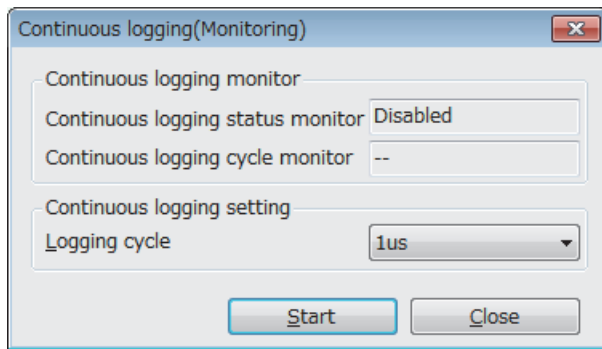 Continuous logging(Monitoring)
Continuous logging monitor
Continuous logging status monitor Disabled
Continuous logging cycle monitor --
Continuous logging setting
Logging cycle 1us
Start Close